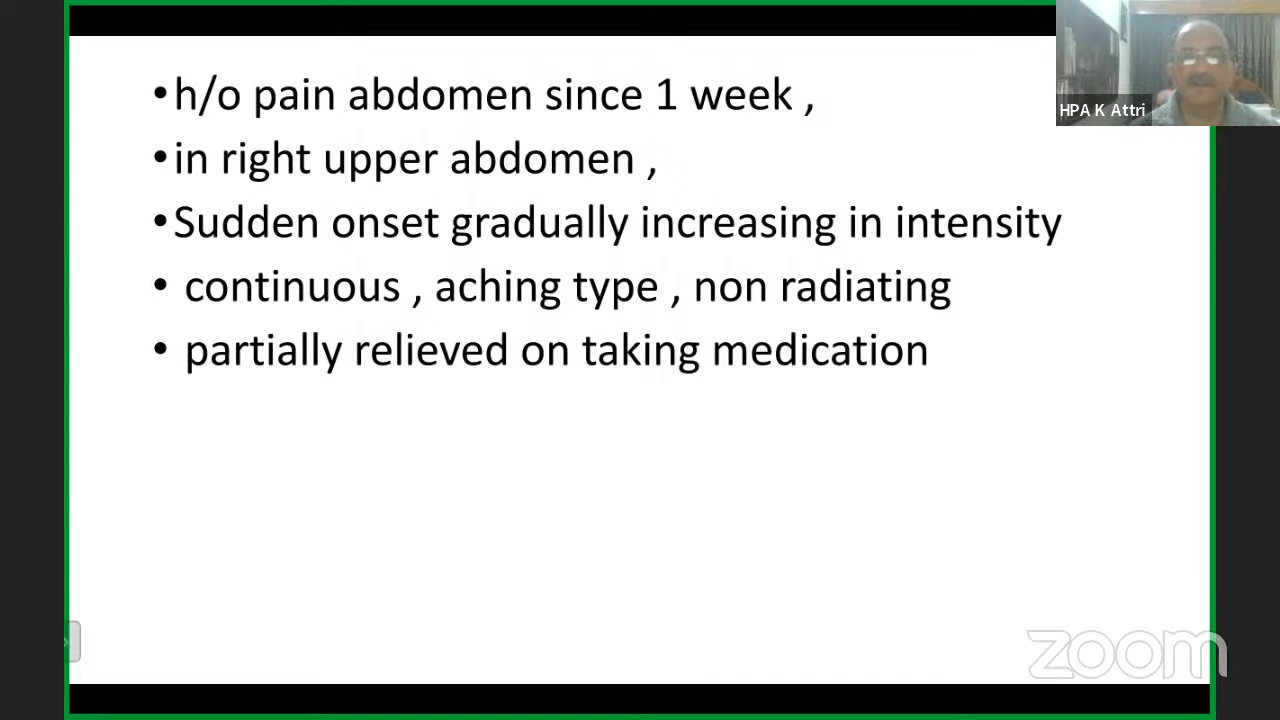 •h/o pain abdomen since 1 week ,
•in right upper abdomen ,
•Sudden onset gradually increasing in intensity
• continuous , aching type , non radiating
• partially relieved on taking medication
HPA K Attri
zoom